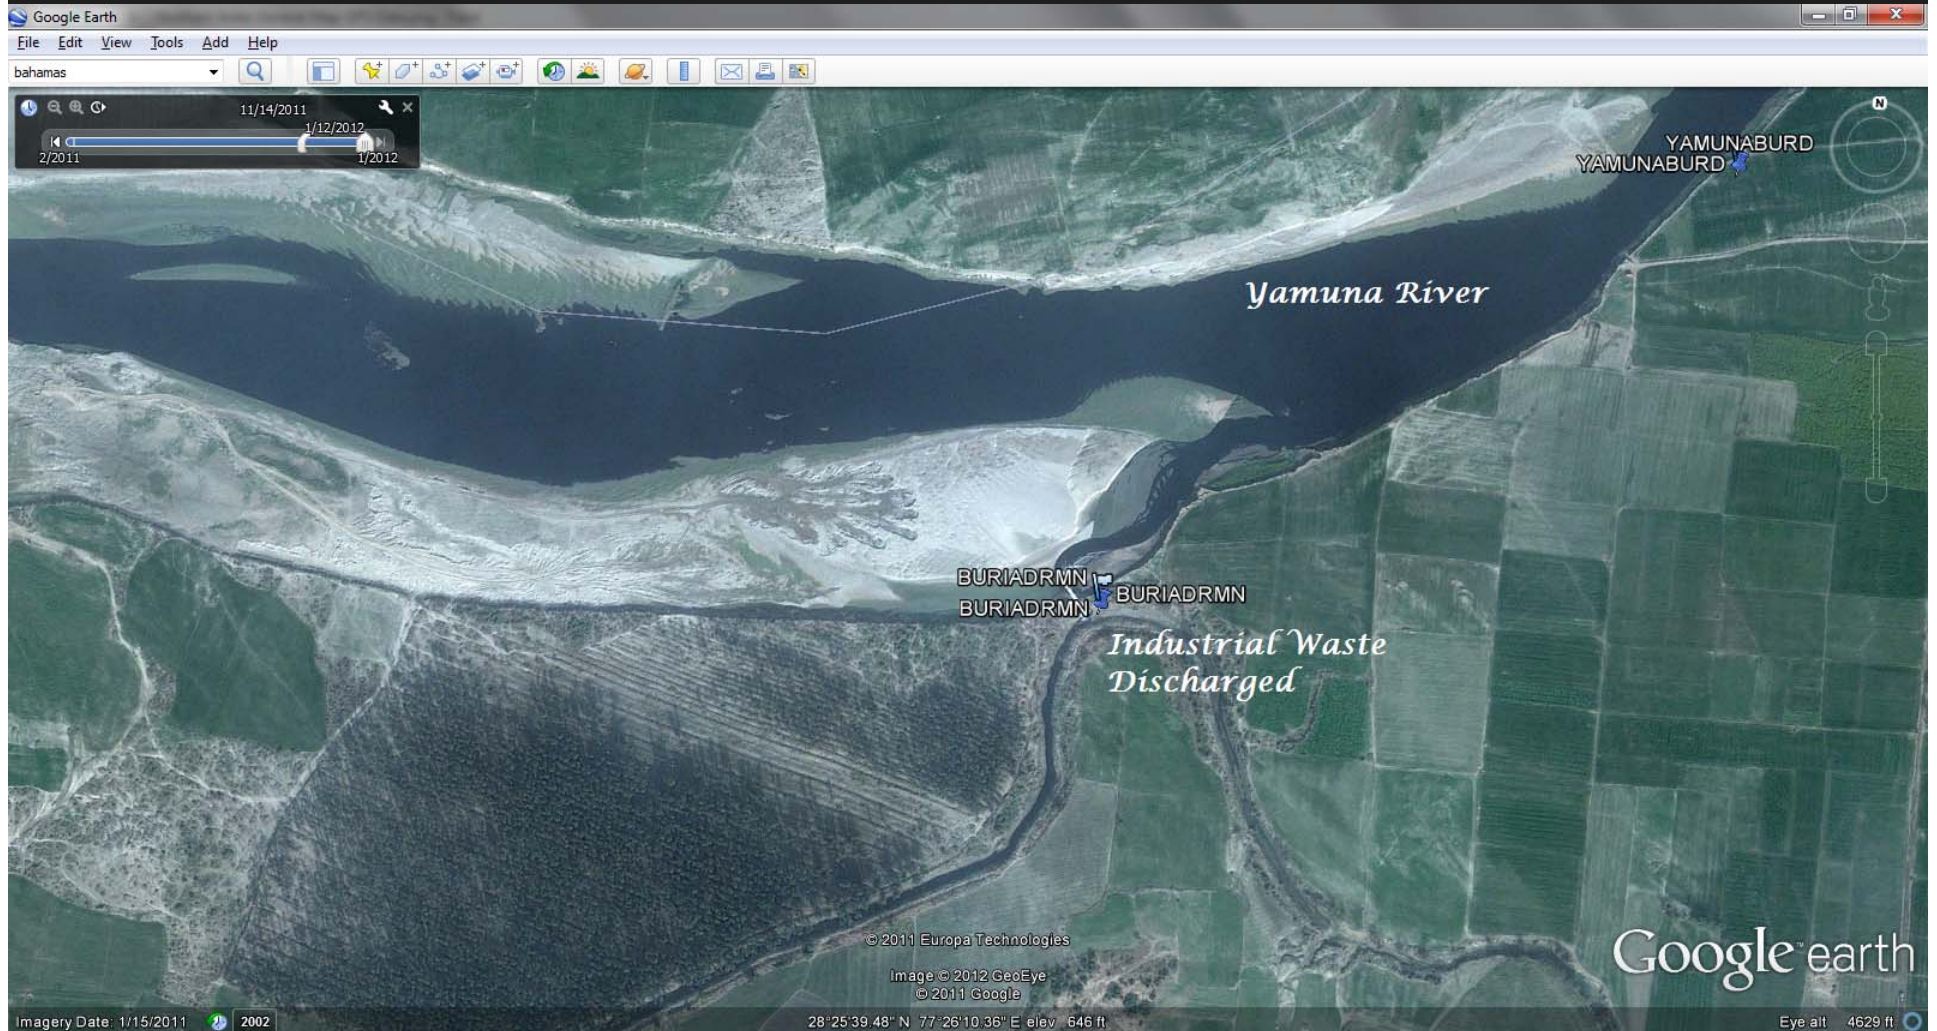 Google Earth
File Edit View Tools Add Help
bahamas
11/14/2011
1/12/2012
2/2011 1/2012
N
YAMUNABURD
YAMUNABURD
Yamuna River
BURIADRMN
BURIADRMN
BURIADRMN
Industrial Waste
Discharged
© 2011 Europa Technologies
Image © 2012 GeoEye
© 2011 Google
Google earth
Imagery Date: 1/15/2011 2002 28°25'39.48" N 77°26'10.36" E elev 646 ft Eye alt 4629 ft